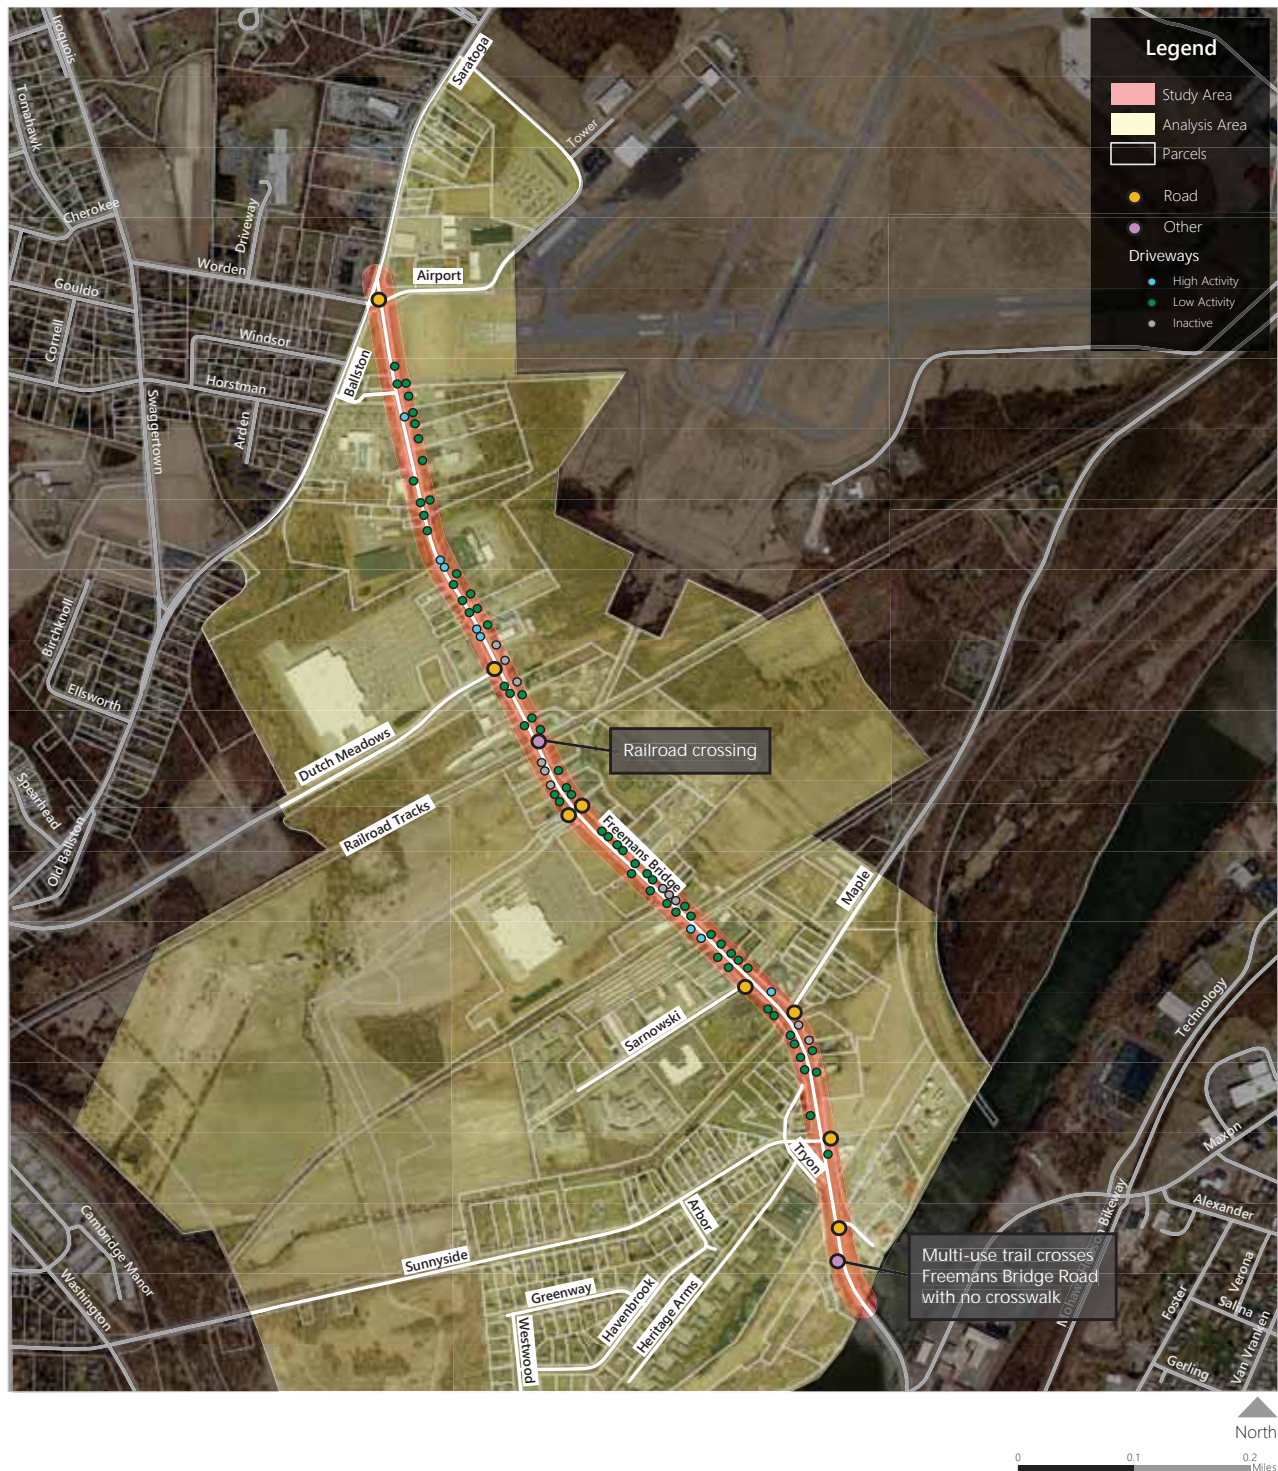 Legend
Study Area
Analysis Area
Parcels
Road
Other
Driveways
High Activity
Low Activity
Inactive
Iroquois
Tomahawk
Cherokee
Driveway
Saratoga
Tower
Worden
Airport
Gouldo
Cornell
Windsor
Horstman
Arden
Ballston
Swaggertown
Birchknoll
Ellsworth
Spearhead
Old Ballston
Dutch Meadows
Railroad Tracks
Railroad crossing
Freemans Bridge
Maple
Sarnowski
Technology
Maxon
Alexander
Tryon
Arbor
Sunnyside
Greenway
Havenbrook
Heritage Arms
Westwood
Cambridge Manor
Washington
Multi-use trail crosses
Freemans Bridge Road
with no crosswalk
Bikeway
Foster
Verona
Salina
Van Vranken
Gerling
North
0
0.1
0.2
Miles